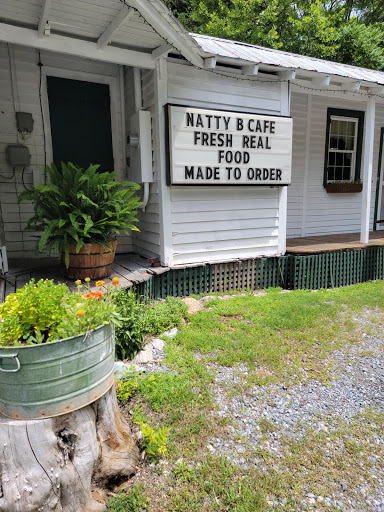 NATTY B CAFE
FRESH REAL
FOOD
MADE TO ORDER